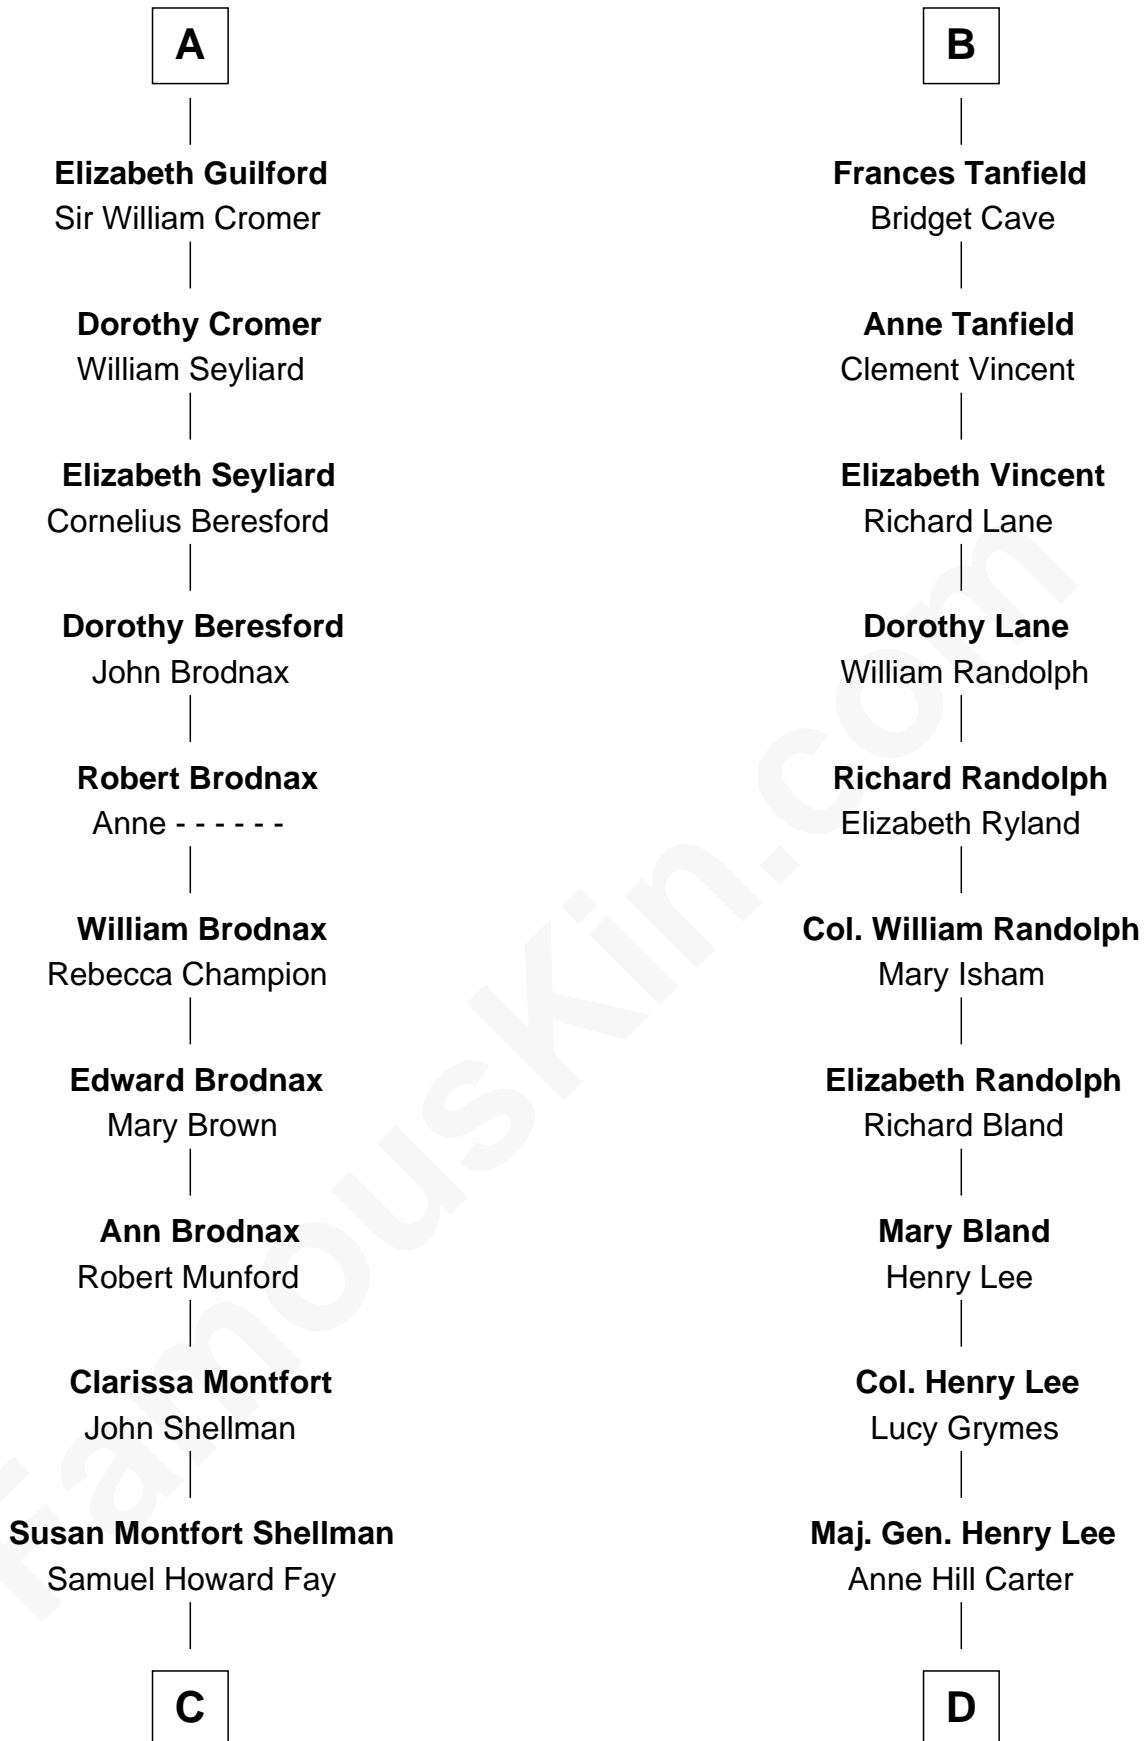 A
Elizabeth Guilford
Sir William Cromer
Dorothy Cromer
William Seyliard
Elizabeth Seyliard
Cornelius Beresford
Dorothy Beresford
John Brodnax
Robert Brodnax
Anne - - - - - -
William Brodnax
Rebecca Champion
Edward Brodnax
Mary Brown
Ann Brodnax
Robert Munford
Clarissa Montfort
John Shellman
Susan Montfort Shellman
Samuel Howard Fay
C
B
Frances Tanfield
Bridget Cave
Anne Tanfield
Clement Vincent
Elizabeth Vincent
Richard Lane
Dorothy Lane
William Randolph
Richard Randolph
Elizabeth Ryland
Col. William Randolph
Mary Isham
Elizabeth Randolph
Richard Bland
Mary Bland
Henry Lee
Col. Henry Lee
Lucy Grymes
Maj. Gen. Henry Lee
Anne Hill Carter
D
FamousKin.com